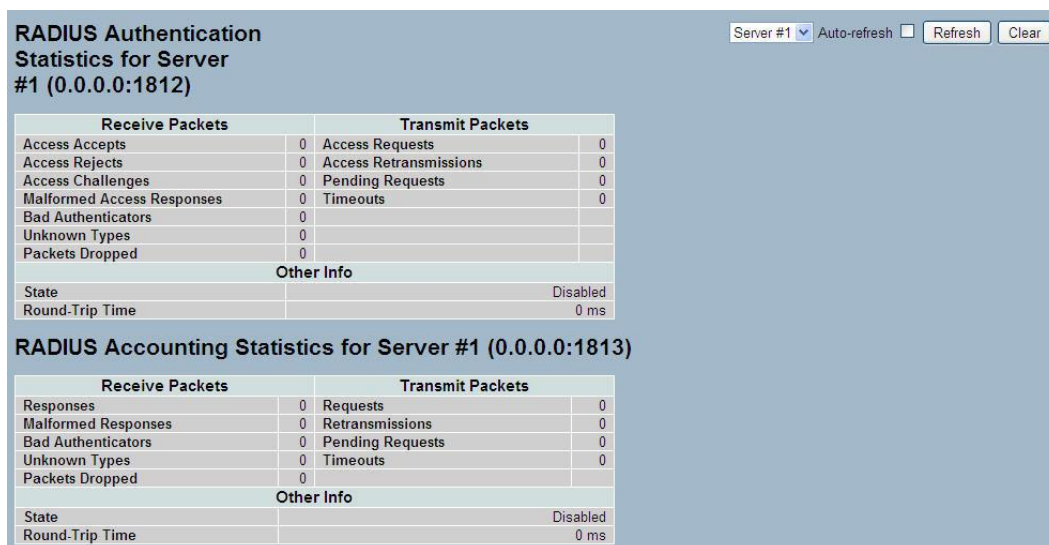 RADIUS Authentication
Statistics for Server
#1 (0.0.0.0:1812)
Server #1 Auto-refresh Refresh Clear
Receive Packets Transmit Packets
Access Accepts 0 Access Requests 0
Access Rejects 0 Access Retransmissions 0
Access Challenges 0 Pending Requests 0
Malformed Access Responses 0 Timeouts 0
Bad Authenticators 0
Unknown Types 0
Packets Dropped 0
Other Info
State Disabled
Round-Trip Time 0 ms
RADIUS Accounting Statistics for Server #1 (0.0.0.0:1813)
Receive Packets Transmit Packets
Responses 0 Requests 0
Malformed Responses 0 Retransmissions 0
Bad Authenticators 0 Pending Requests 0
Unknown Types 0 Timeouts 0
Packets Dropped 0
Other Info
State Disabled
Round-Trip Time 0 ms